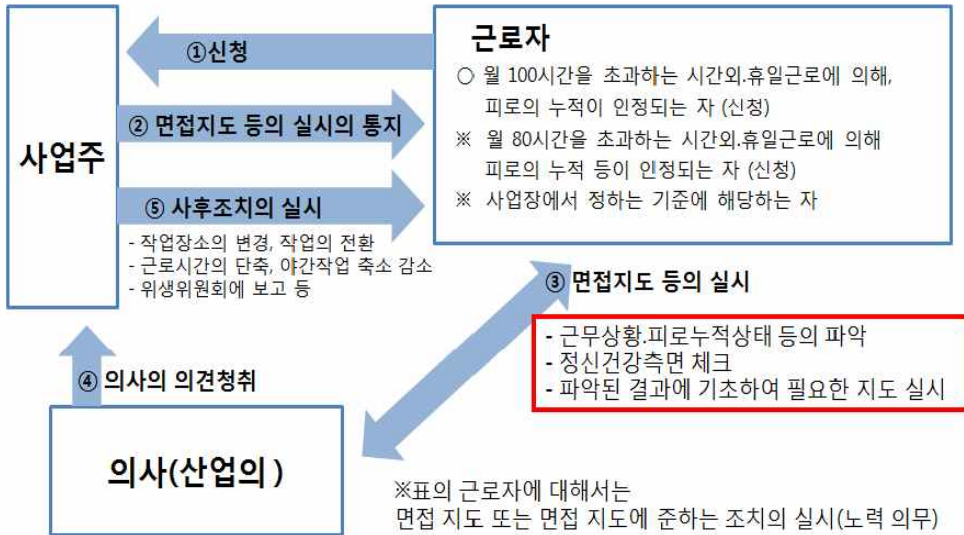 사업주
①신청
② 면접지도 등의 실시의 통지
⑤ 사후조치의 실시
- 작업장소의 변경, 작업의 전환
- 근로시간의 단축, 야간작업 축소 감소
- 위생위원회에 보고 등
근로자
○ 월 100시간을 초과하는 시간외.휴일근로에 의해,
피로의 누적이 인정되는 자 (신청)
※ 월 80시간을 초과하는 시간외.휴일근로에 의해
피로의 누적 등이 인정되는 자 (신청)
※ 사업장에서 정하는 기준에 해당하는 자
③ 면접지도 등의 실시
- 근무상황.피로누적상태 등의 파악
- 정신건강측면 체크
- 파악된 결과에 기초하여 필요한 지도 실시
④ 의사의 의견청취
의사(산업의 )
※표의 근로자에 대해서는
면접 지도 또는 면접 지도에 준하는 조치의 실시(노력 의무)